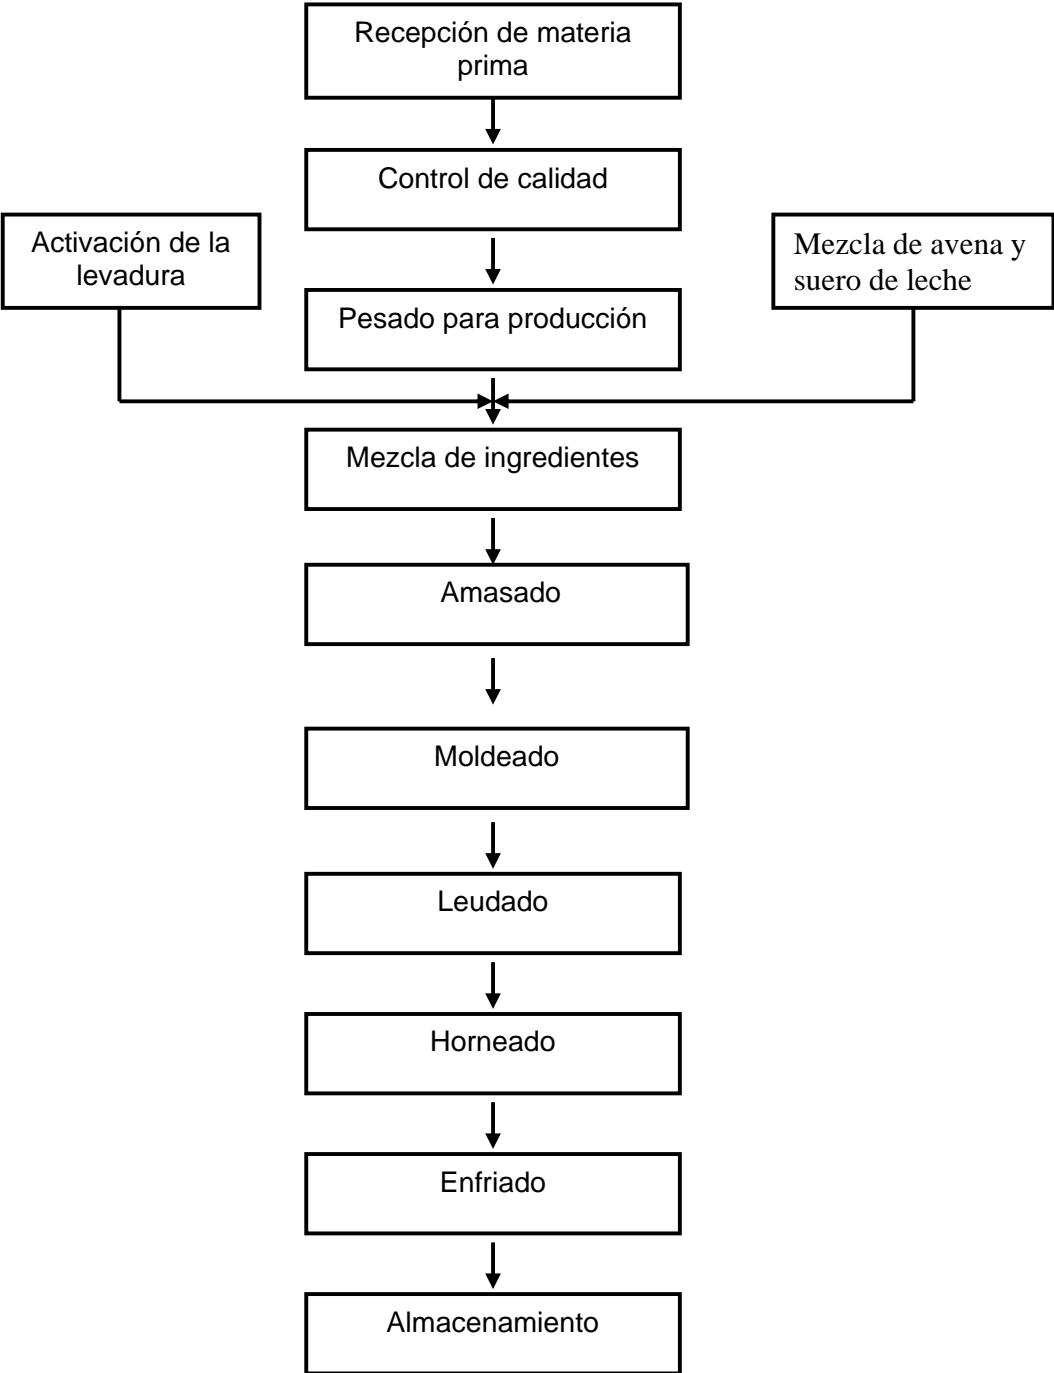 Recepción de materia
prima
Control de calidad
Activación de la
levadura
Mezcla de avena y
suero de leche
Pesado para producción
Mezcla de ingredientes
Amasado
Moldeado
Leudado
Horneado
Enfriado
Almacenamiento